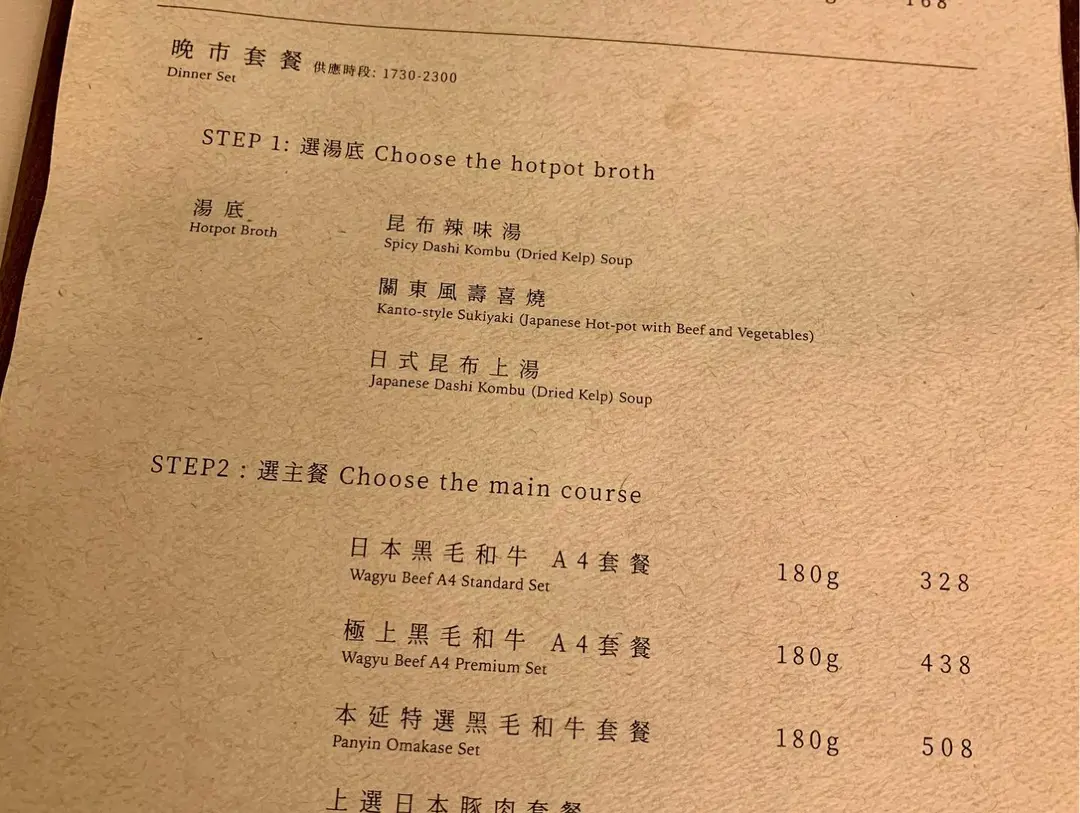 168
晚市套餐 供應時段: 1730-2300
Dinner Set
STEP 1: 選湯底 Choose the hotpot broth
湯底
Hotpot Broth
昆布辣味湯
Spicy Dashi Kombu (Dried Kelp) Soup
關東風壽喜燒
Kanto-style Sukiyaki (Japanese Hot-pot with Beef and Vegetables)
日式昆布上湯
Japanese Dashi Kombu (Dried Kelp) Soup
STEP2 : 選主餐 Choose the main course
日本黑毛和牛 A4套餐 180g 328
Wagyu Beef A4 Standard Set
極上黑毛和牛 A4套餐 180g 438
Wagyu Beef A4 Premium Set
本延特選黑毛和牛套餐 180g 508
Panyin Omakase Set
上選日本豚肉套餐